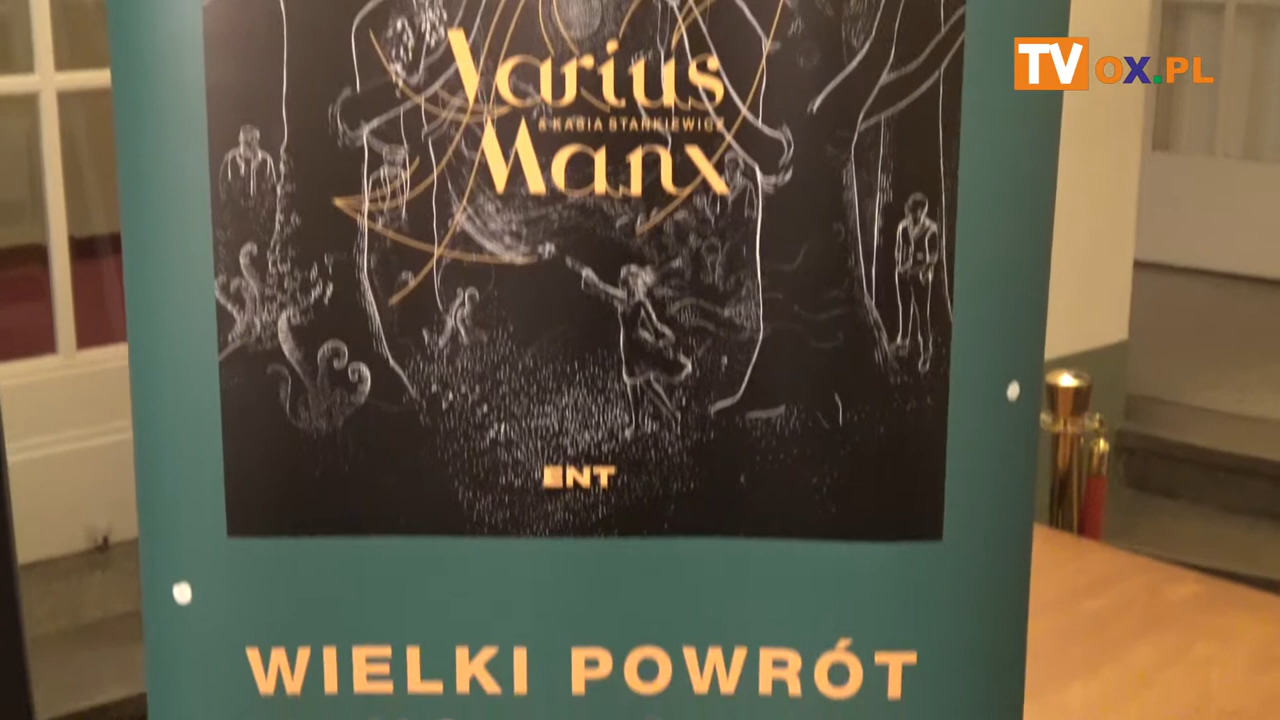 TVOX.PL
Varius
& KASIA STANKIEWICZ
Manx
ENT
WIELKI POWRÓT